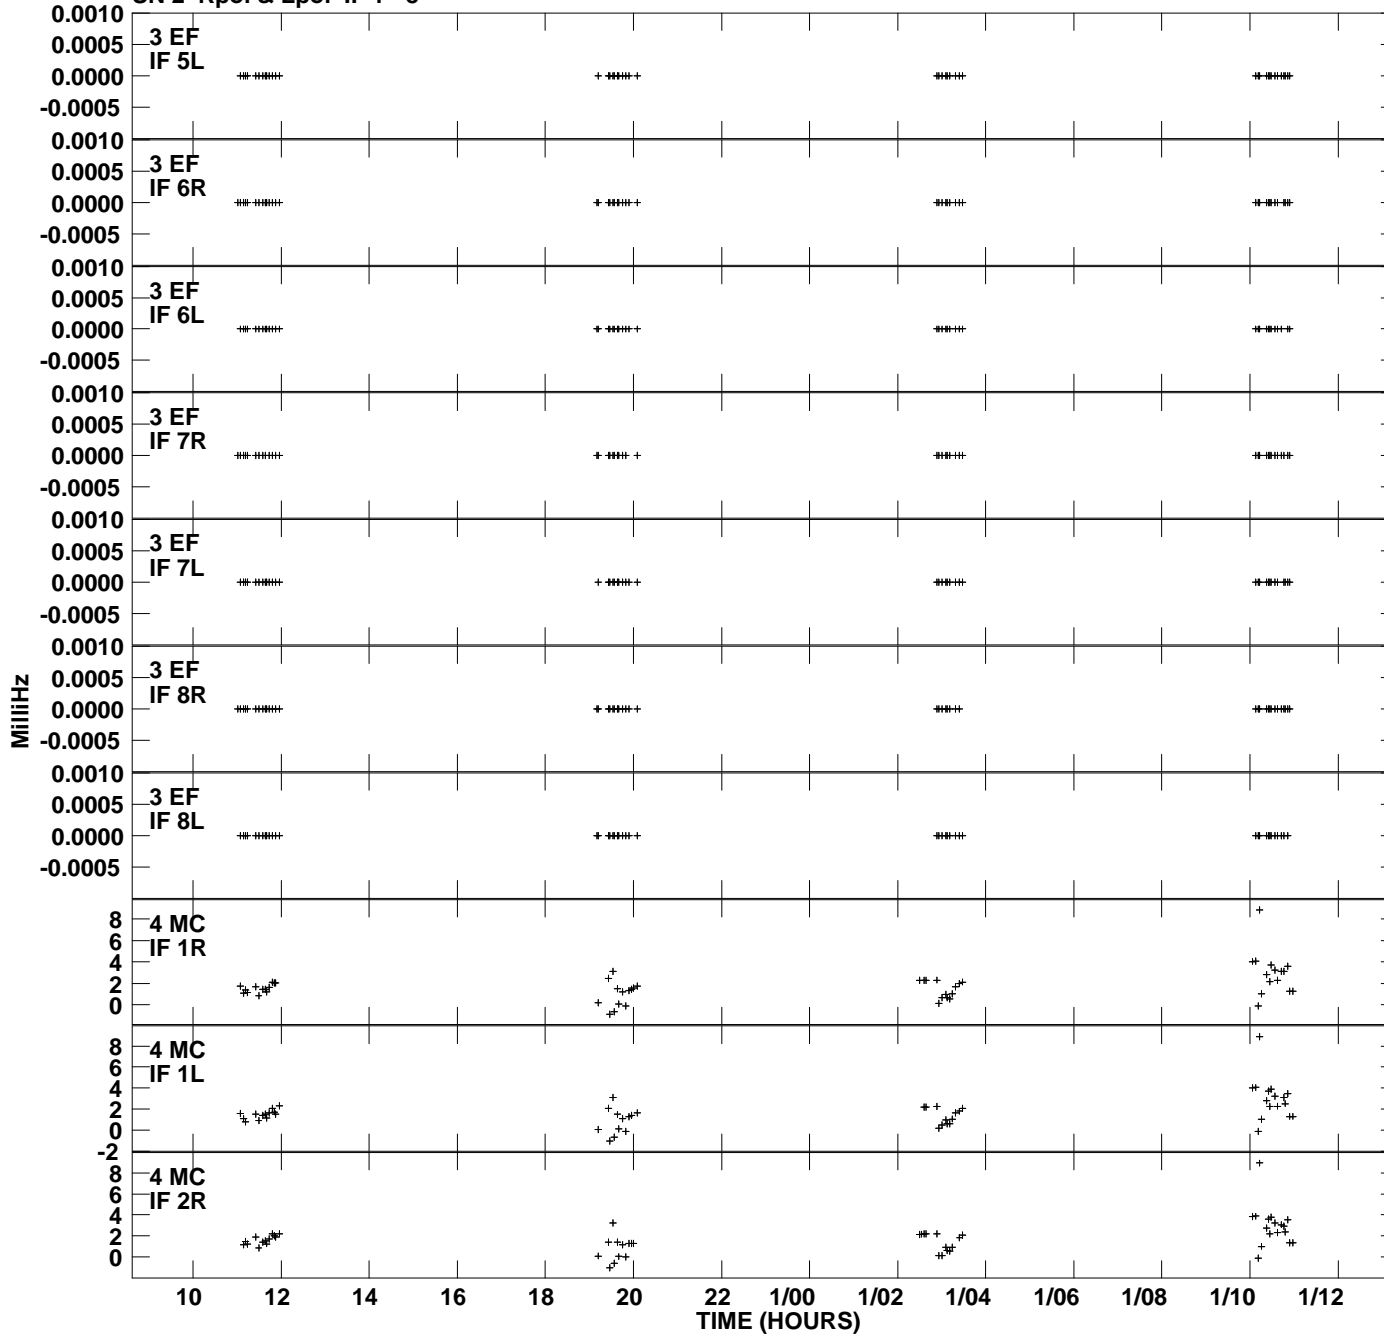 0.0010
3 EF
0.0005
IF 5L
0.0000
-0.0005
0.0010
3 EF
0.0005
IF 6R
0.0000
-0.0005
0.0010
3 EF
0.0005
IF 6L
0.0000
-0.0005
0.0010
3 EF
0.0005
IF 7R
0.0000
-0.0005
0.0010
3 EF
0.0005
IF 7L
0.0000
-0.0005
0.0010
3 EF
0.0005
IF 8R
0.0000
-0.0005
MilliHz
0.0010
3 EF
0.0005
IF 8L
0.0000
-0.0005
8
4 MC
6
IF 1R
4
2
0
8
4 MC
6
IF 1L
4
2
0
-2
8
4 MC
6
IF 2R
4
2
0
10 12 14 16 18 20 22 1/00 1/02 1/04 1/06 1/08 1/10 1/12
TIME (HOURS)